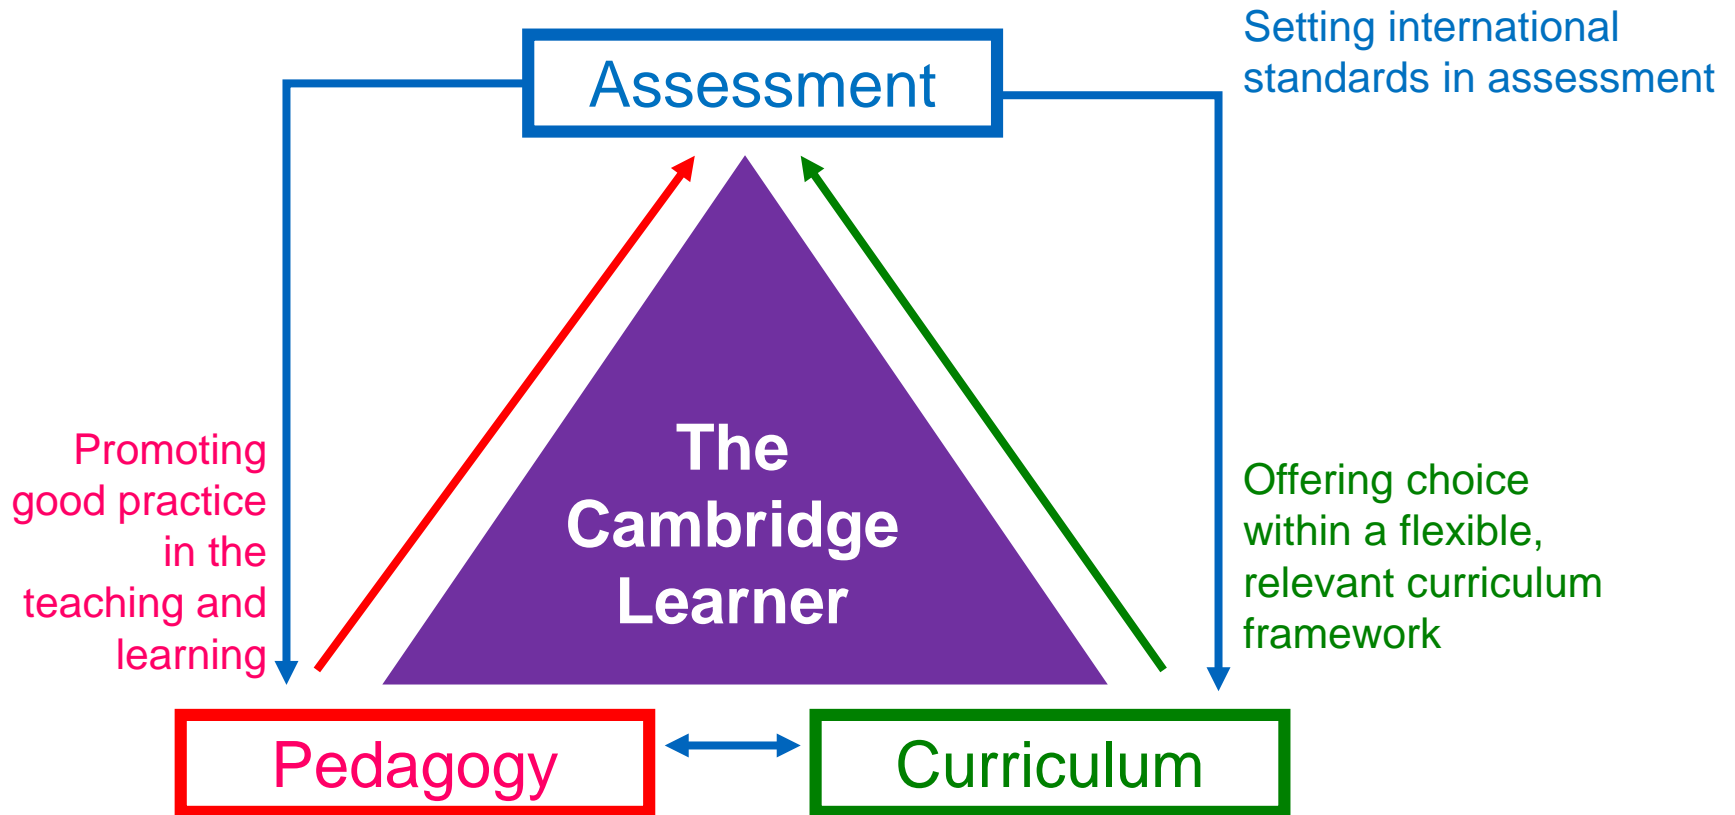 Setting international
standards in assessment
Assessment
Promoting
good practice
in the
teaching and
learning
The
Cambridge
Learner
Offering choice
within a flexible,
relevant curriculum
framework
Pedagogy
Curriculum